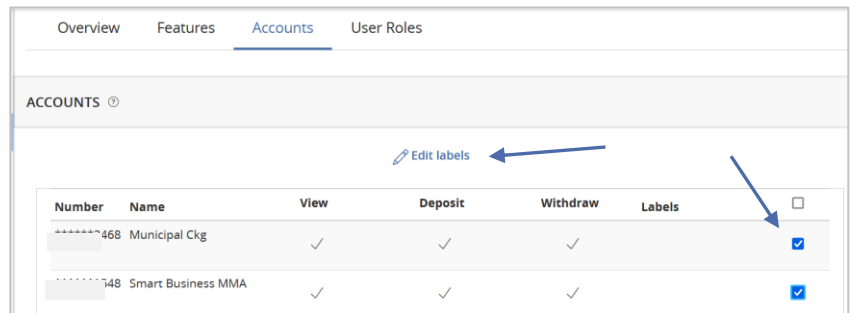 Overview Features Accounts User Roles
ACCOUNTS ?
Edit labels
Number Name View Deposit Withdraw Labels
468 Municipal Ckg
548 Smart Business MMA